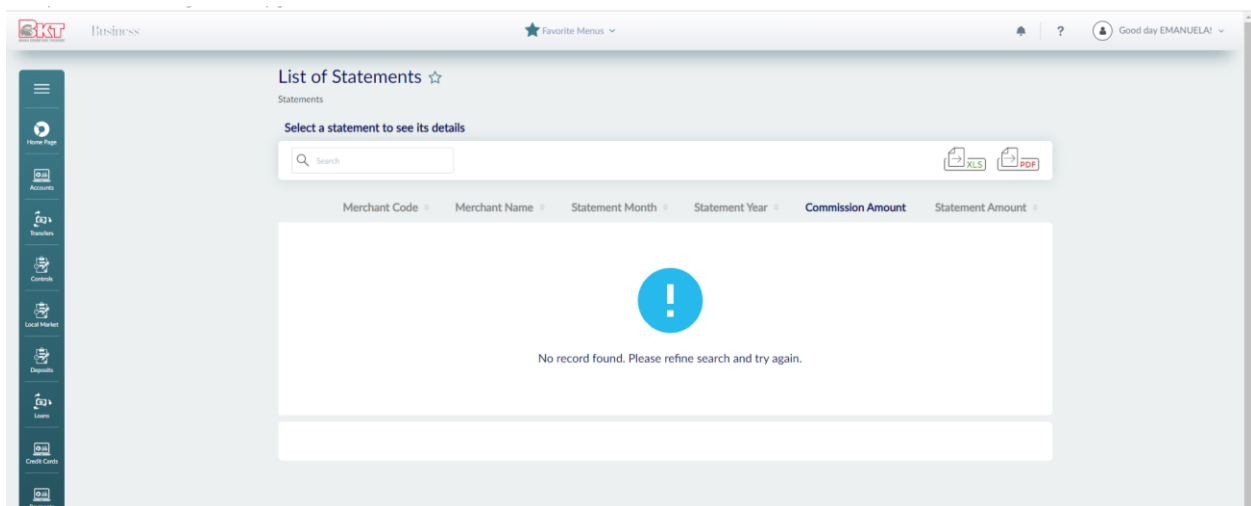 BKT Business Favorite Menus ? Good day EMANUELA!
List of Statements
Statements
Select a statement to see its details
Search XLS PDF
Merchant Code Merchant Name Statement Month Statement Year Commission Amount Statement Amount
No record found. Please refine search and try again.
Home Page
Accounts
Transfers
Controls
Local Market
Deposits
Loans
Credit Cards